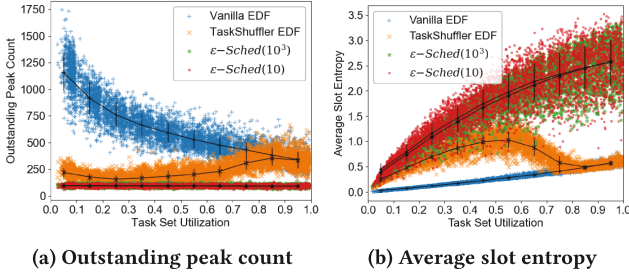 1750
1500
1250
1000
750
500
250
0
Outstanding Peak Count
Vanilla EDF
TaskShuffler EDF
ε−Sched(10³)
ε−Sched(10)
0.0 0.1 0.2 0.3 0.4 0.5 0.6 0.7 0.8 0.9 1.0
Task Set Utilization
(a) Outstanding peak count
3.5
3.0
2.5
2.0
1.5
1.0
0.5
0.0
Average Slot Entropy
Vanilla EDF
TaskShuffler EDF
ε−Sched(10³)
ε−Sched(10)
0.0 0.1 0.2 0.3 0.4 0.5 0.6 0.7 0.8 0.9 1.0
Task Set Utilization
(b) Average slot entropy